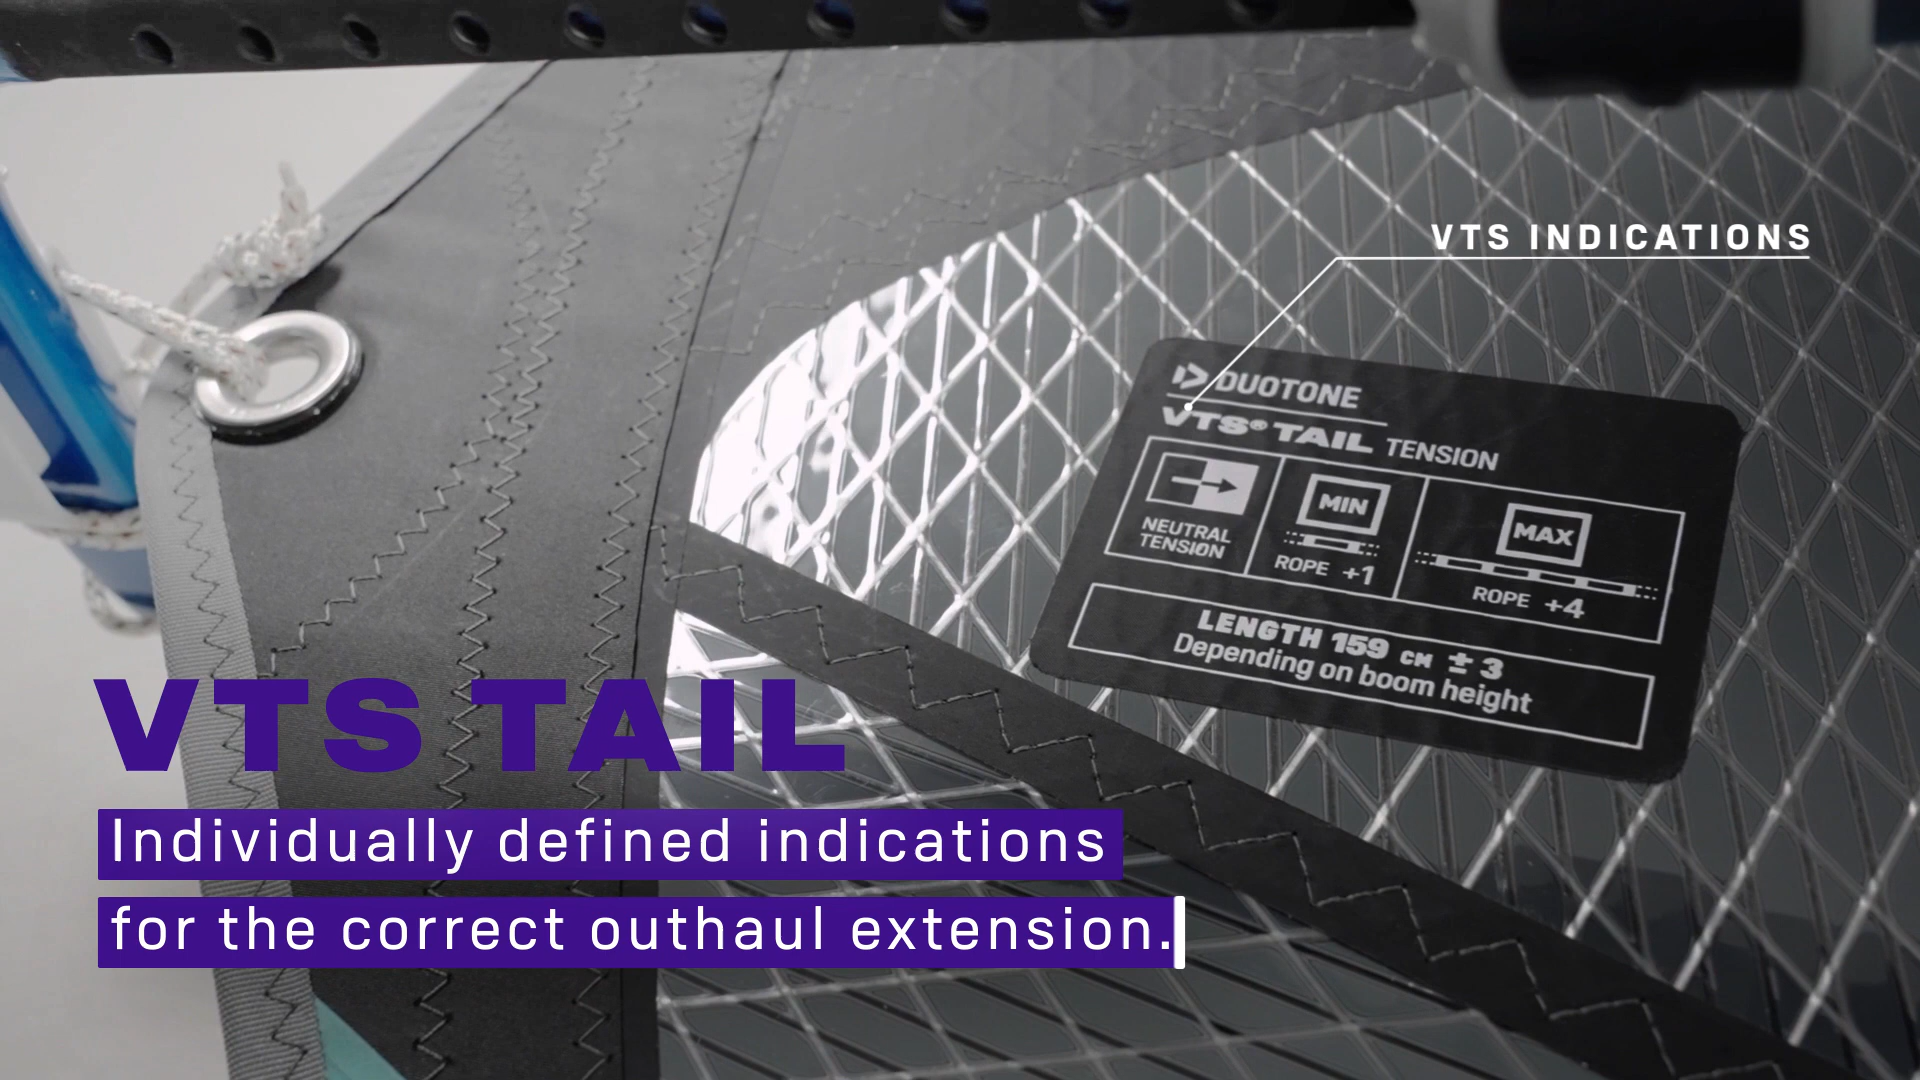 VTS INDICATIONS
DUOTONE
VTS® TAIL TENSION
NEUTRAL
TENSION
MIN
ROPE +1
MAX
ROPE +4
LENGTH 159 CM ± 3
Depending on boom height
VTS TAIL
Individually defined indications
for the correct outhaul extension.